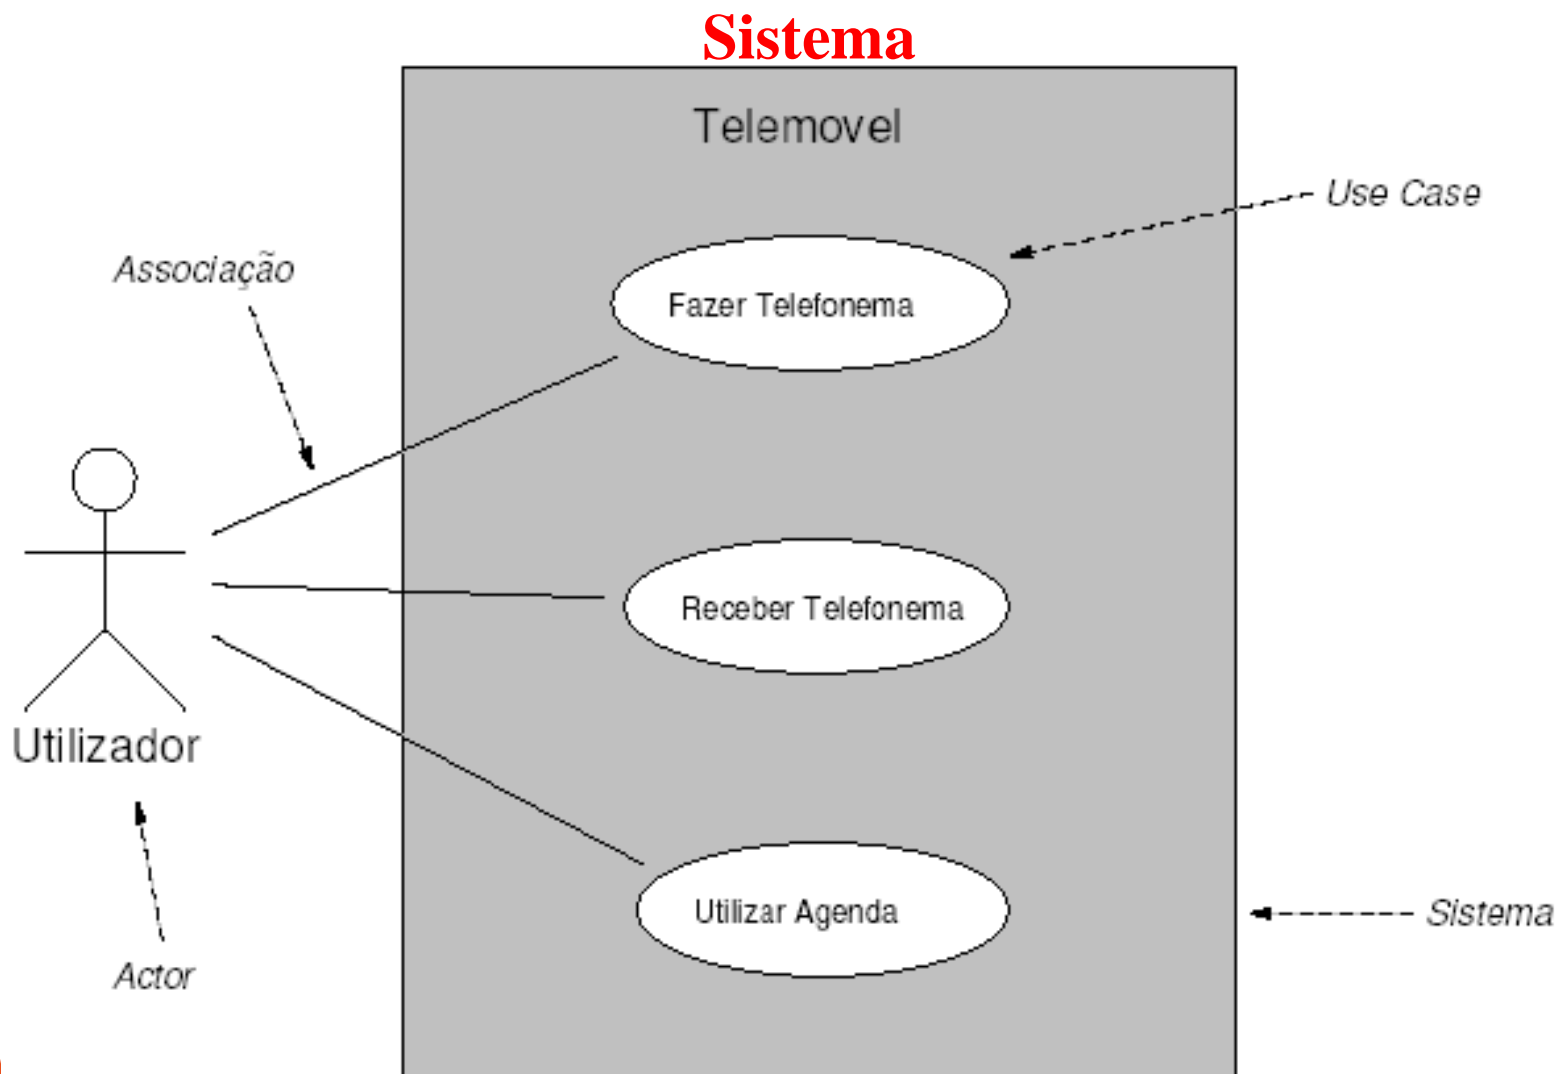 Sistema
Telemovel
Use Case
Associação
Fazer Telefonema
Receber Telefonema
Utilizador
Utilizar Agenda
Sistema
Actor